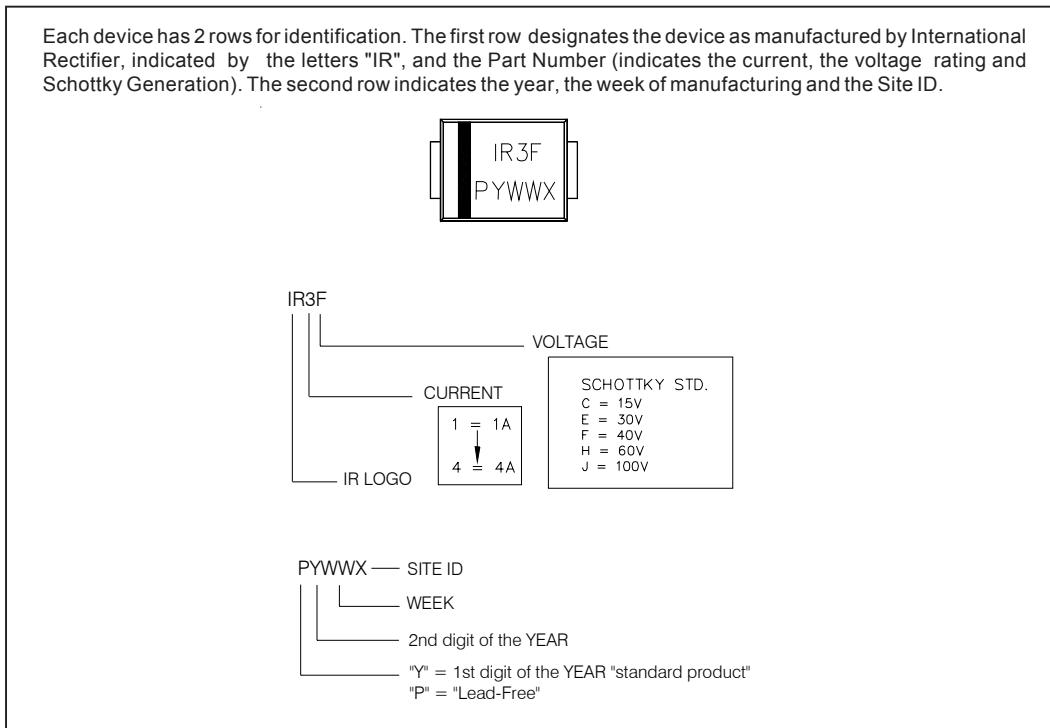 Each device has 2 rows for identification. The first row designates the device as manufactured by International
Rectifier, indicated by the letters "IR", and the Part Number (indicates the current, the voltage rating and
Schottky Generation). The second row indicates the year, the week of manufacturing and the Site ID.
IR3F
PYWWX
IR3F
VOLTAGE
SCHOTTKY STD.
C = 15V
E = 30V
F = 40V
H = 60V
J = 100V
CURRENT
1 = 1A
4 = 4A
IR LOGO
PYWWX
SITE ID
WEEK
2nd digit of the YEAR
"Y" = 1st digit of the YEAR "standard product"
"P" = "Lead-Free"